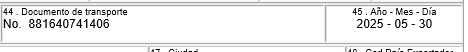 44 . Documento de transporte
No. 881640741406
45 . Año - Mes - Día
2025 - 05 - 30